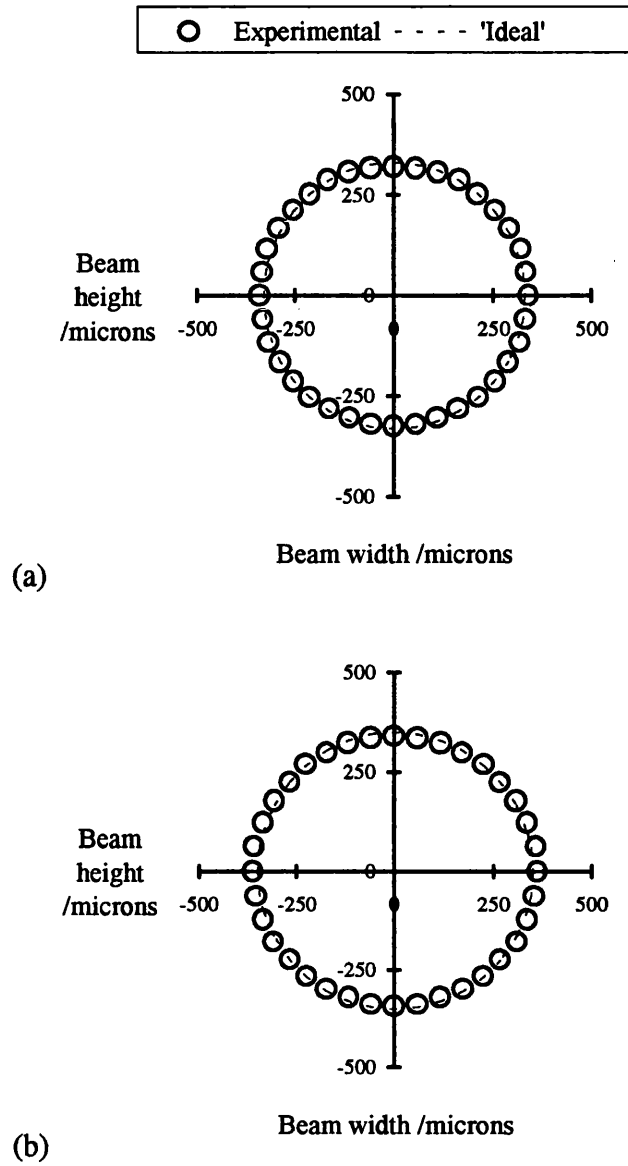 Experimental - - - - 'Ideal'
500
250
Beam
height
/microns
-500 -250 0 250 500
-250
-500
Beam width /microns
(a)
500
250
Beam
height
/microns
-500 -250 0 250 500
-250
-500
Beam width /microns
(b)